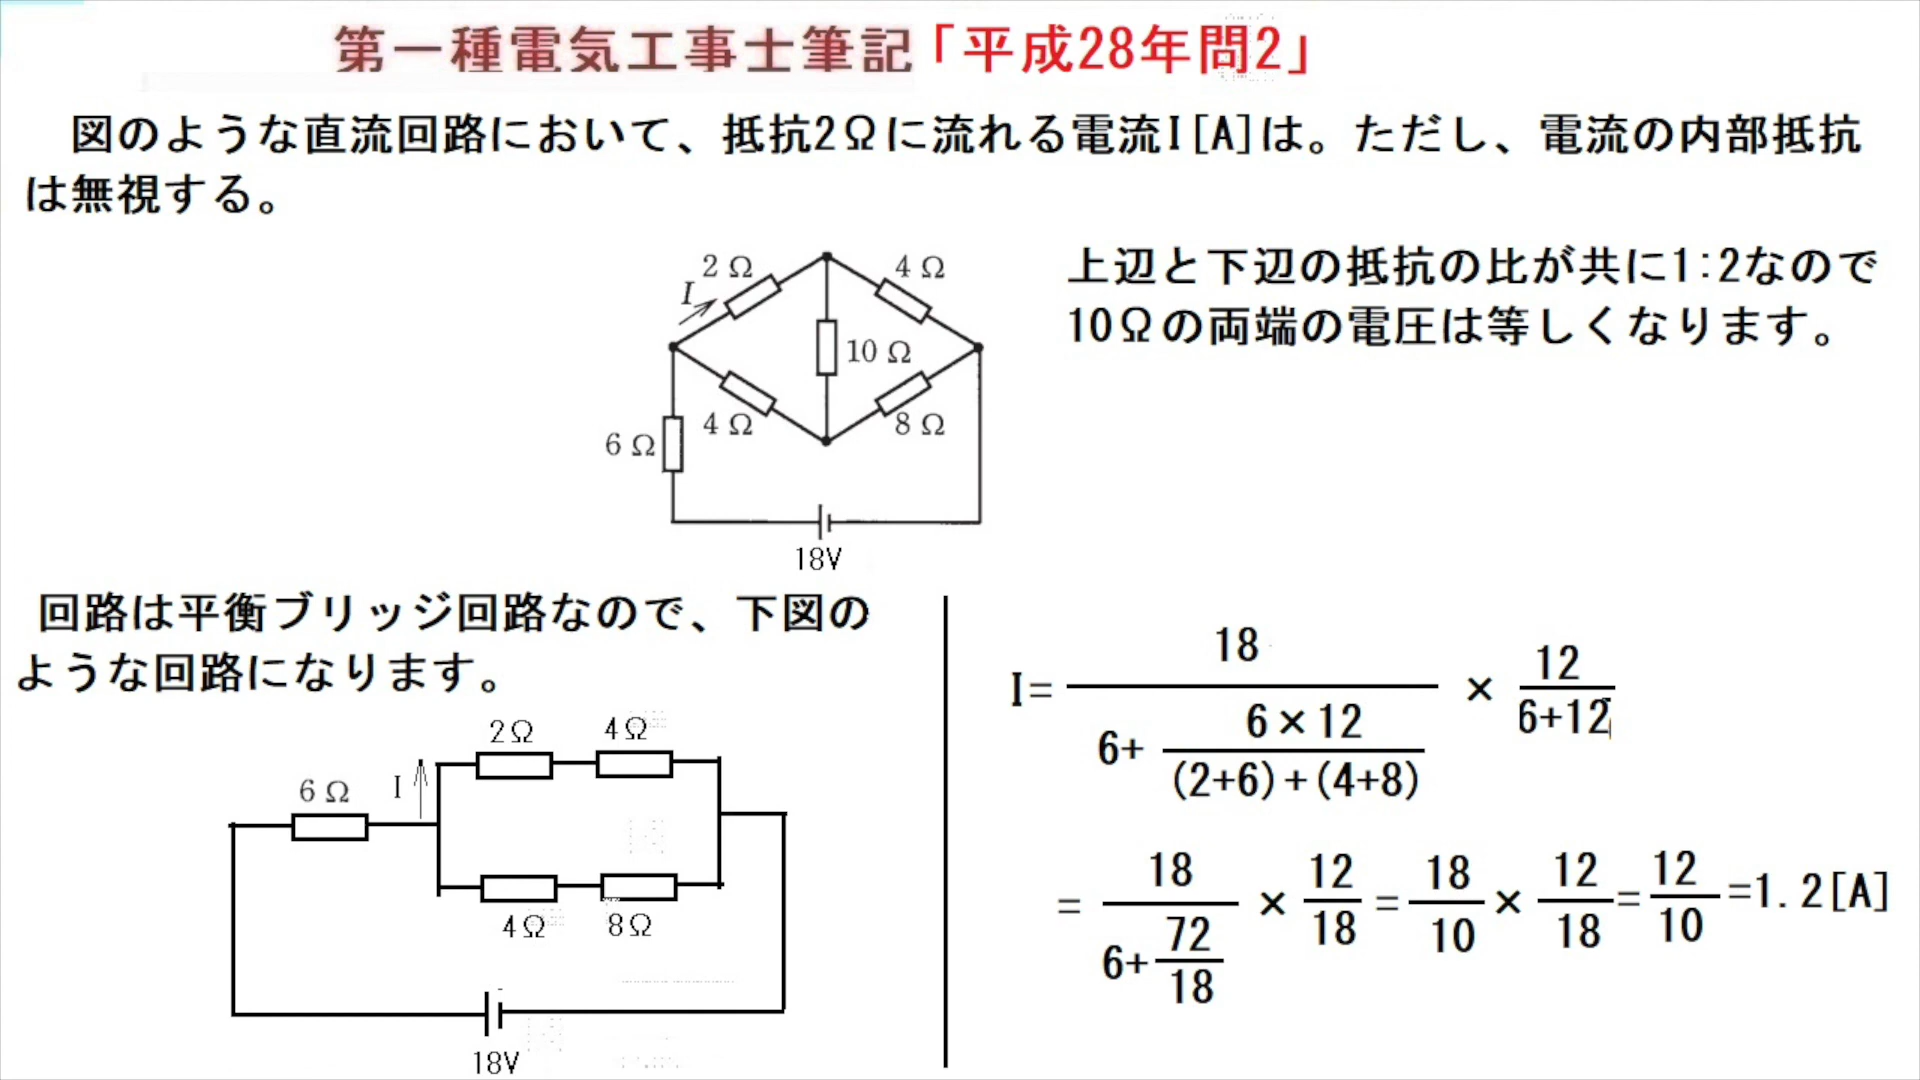 第一種電気工事士筆記「平成28年問2」
図のような直流回路において、抵抗2Ωに流れる電流I[A]は。ただし、電流の内部抵抗
は無視する。
上辺と下辺の抵抗の比が共に1:2なので
10Ωの両端の電圧は等しくなります。
2 Ω
4 Ω
I
10 Ω
4 Ω
8 Ω
6 Ω
18V
回路は平衡ブリッジ回路なので、下図の
ような回路になります。
2Ω
4Ω
6 Ω
I
4Ω
8Ω
18V
18
I=
×
12
6+12
6+
6×12
(2+6)+(4+8)
=
18
6+
72
18
×
12
18
=
18
10
×
12
18
=
12
10
=1.2[A]